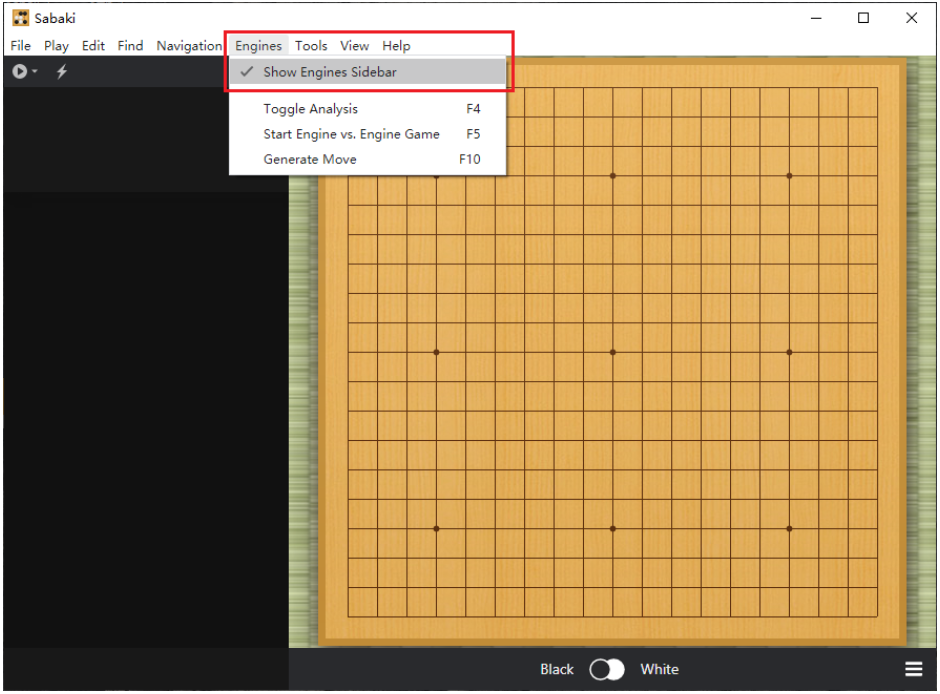 Sabaki
File Play Edit Find Navigation Engines Tools View Help
Show Engines Sidebar
Toggle Analysis F4
Start Engine vs. Engine Game F5
Generate Move F10
Black White